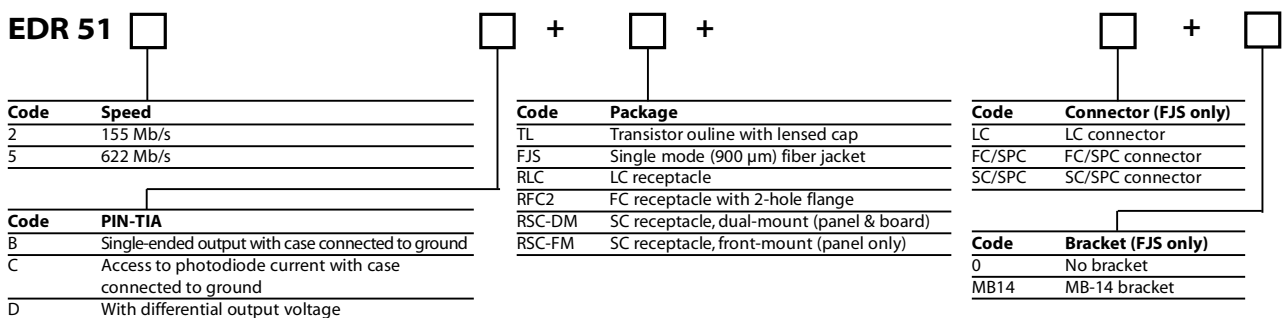 EDR 51 + + +
Code Speed
2 155 Mb/s
5 622 Mb/s
Code PIN-TIA
B Single-ended output with case connected to ground
C Access to photodiode current with case
connected to ground
D With differential output voltage
Code Package
TL Transistor ouline with lensed cap
FJS Single mode (900 µm) fiber jacket
RLC LC receptacle
RFC2 FC receptacle with 2-hole flange
RSC-DM SC receptacle, dual-mount (panel & board)
RSC-FM SC receptacle, front-mount (panel only)
Code Connector (FJS only)
LC LC connector
FC/SPC FC/SPC connector
SC/SPC SC/SPC connector
Code Bracket (FJS only)
0 No bracket
MB14 MB-14 bracket